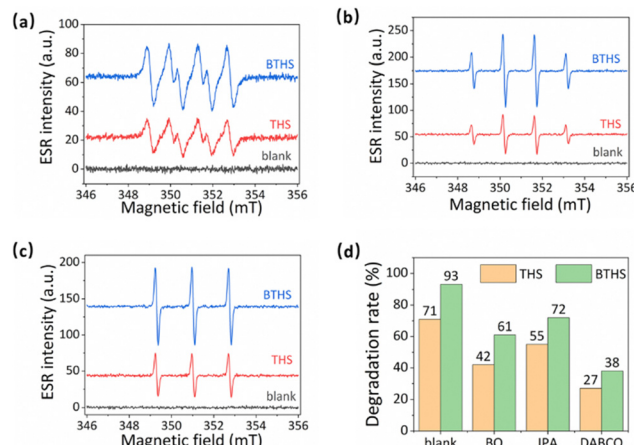 (a)
ESR intensity (a.u.)
100
80
60
40
20
0
BTHS
THS
blank
346 348 350 352 354 356
Magnetic field (mT)
(b)
ESR intensity (a.u.)
250
200
150
100
50
0
BTHS
THS
blank
346 348 350 352 354 356
Magnetic field (mT)
(c)
ESR intensity (a.u.)
200
150
100
50
0
BTHS
THS
blank
346 348 350 352 354 356
Magnetic field (mT)
(d)
Degradation rate (%)
100
80
60
40
20
0
THS BTHS
71 93
42 61
55 72
27 38
blank BQ IPA DABCO